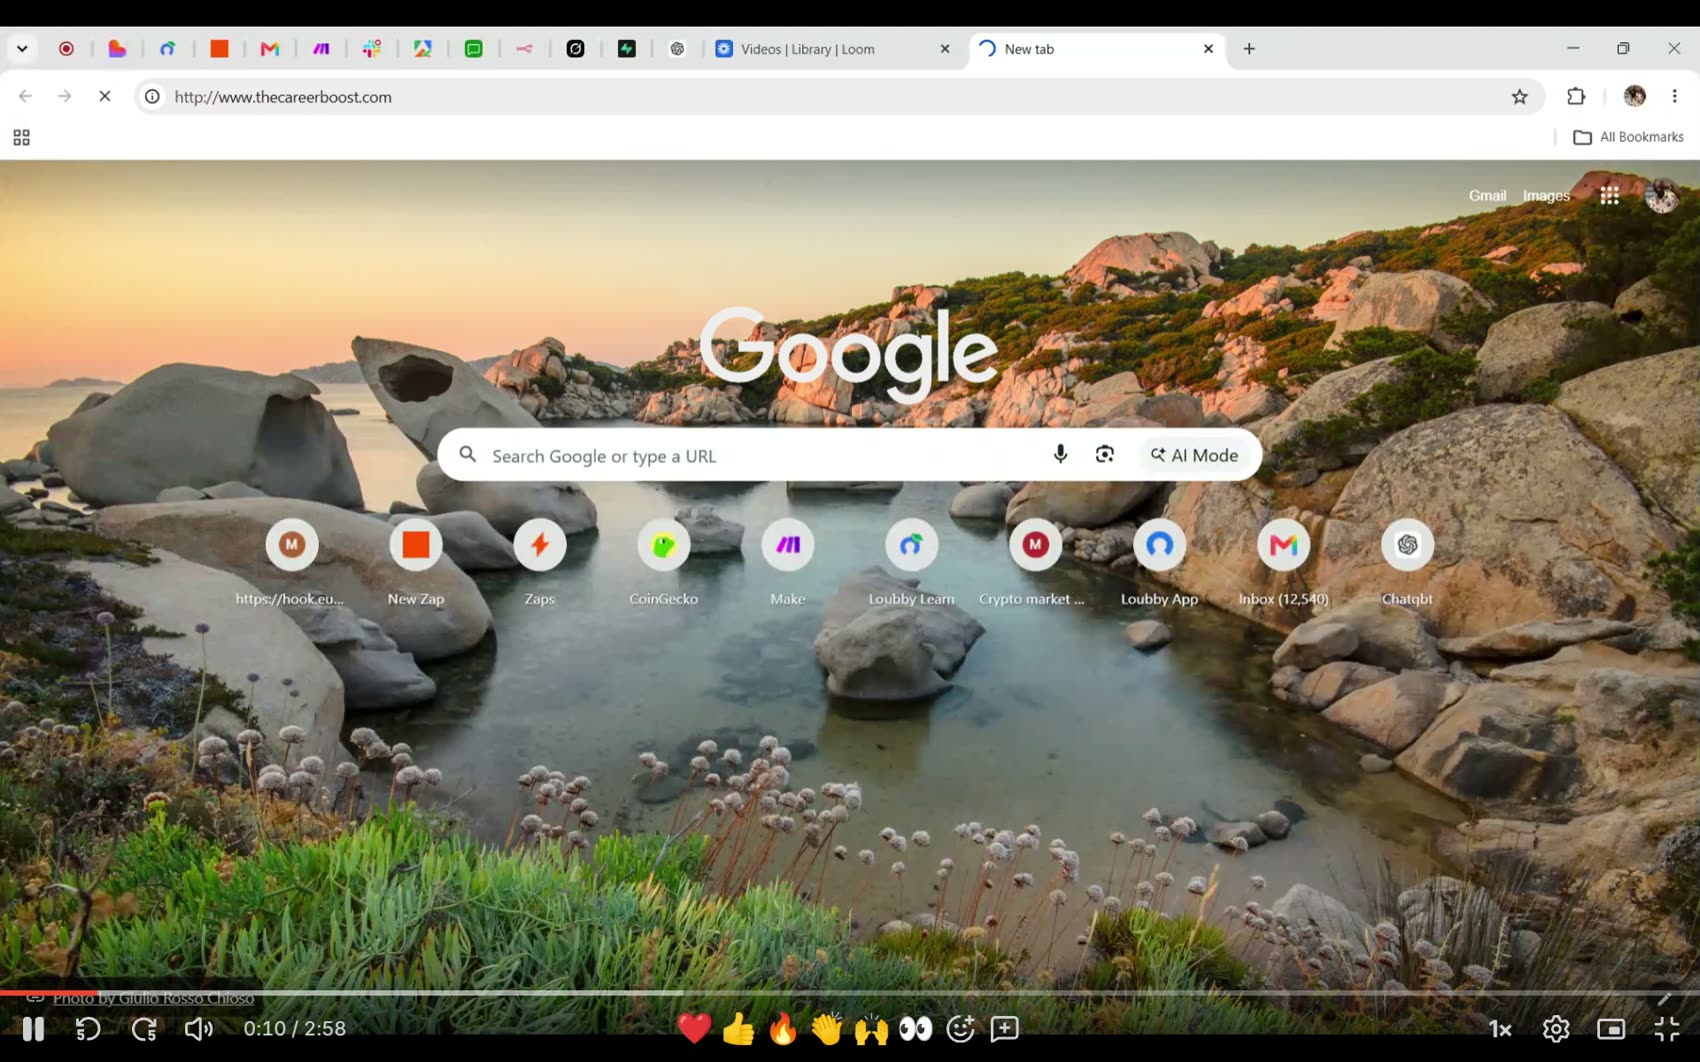 Videos | Library | Loom
New tab
http://www.thecareerboost.com
All Bookmarks
Gmail
Images
Google
Search Google or type a URL
AI Mode
M
https://hook.eu...
New Zap
Zaps
CoinGecko
Make
Loubby Learn
M
Crypto market ...
Loubby App
Inbox (12,540)
Chatgbt
Photo by Giulio Rosso Chioso
5
5
0:10 / 2:58
1x